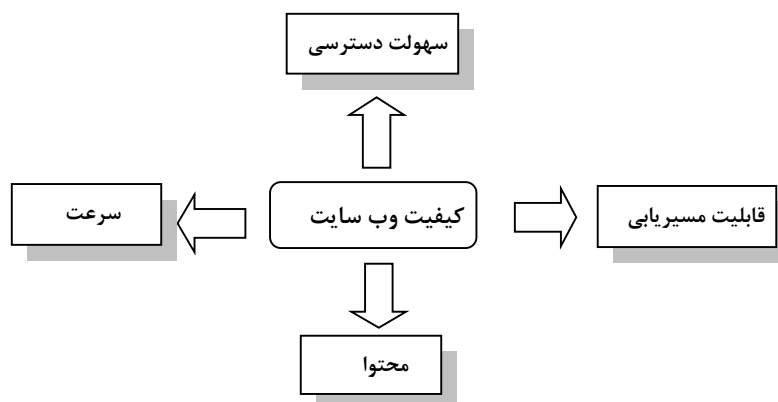 سهولت دسترسی
قابلیت مسیریابی
کیفیت وب سایت
سرعت
محتوا